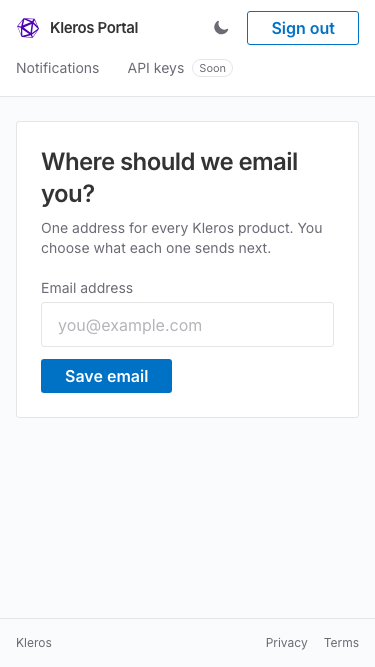 Kleros Portal
Sign out
Notifications
API keys
Soon
Where should we email
you?
One address for every Kleros product. You
choose what each one sends next.
Email address
you@example.com
Save email
Kleros
Privacy
Terms